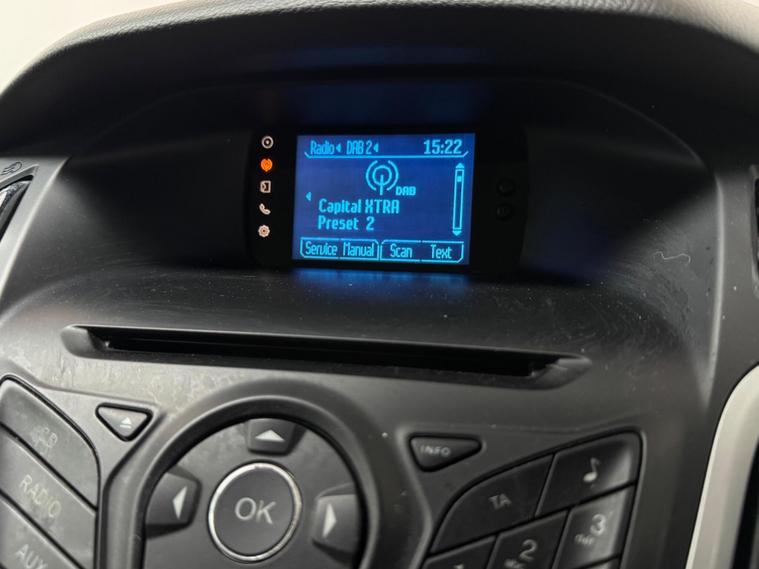 Radio DAB 2 15:22
DAB
Capital XTRA
Preset 2
Service Manual Scan Text
INFO
RADIO
OK
TA
AUX
2
3